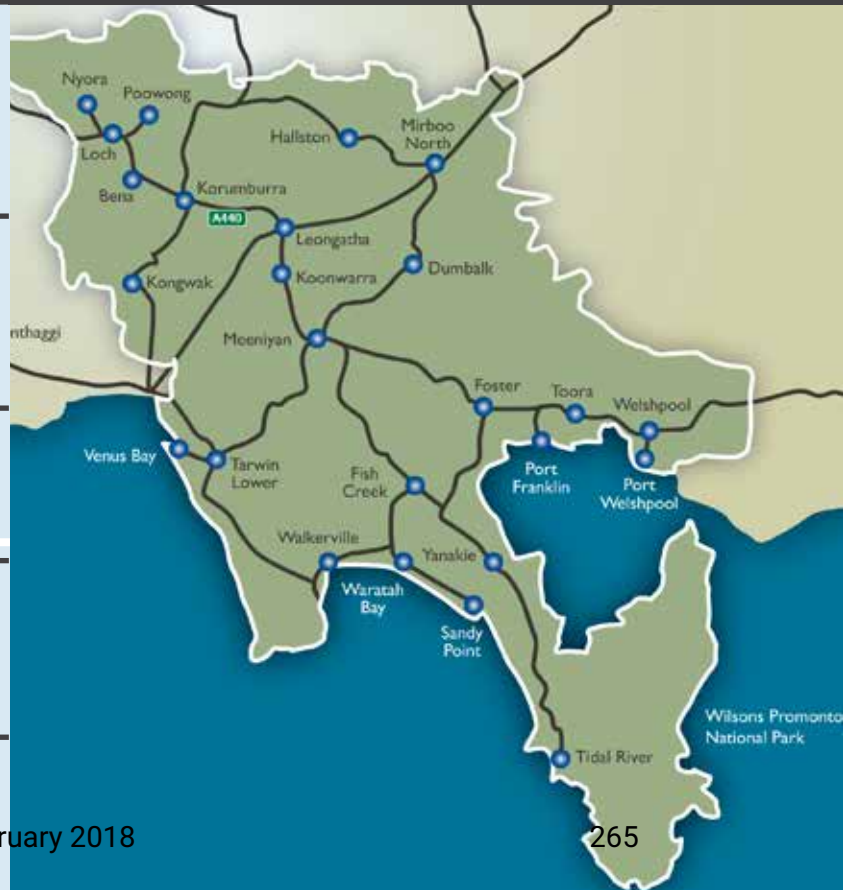 Nyora
Poowong
Loch
Bena
Hallston
Mirboo
North
Korumburra
A440
Leongatha
Koonwarra
Dumbalk
Kongwak
nthaggi
Meeniyan
Foster
Toora
Welshpool
Venus Bay
Tarwin
Lower
Fish
Creek
Port
Franklin
Port
Welshpool
Walkerville
Waratah
Bay
Yanakie
Sandy
Point
Wilsons Promonto
National Park
Tidal River
ruary 2018
265